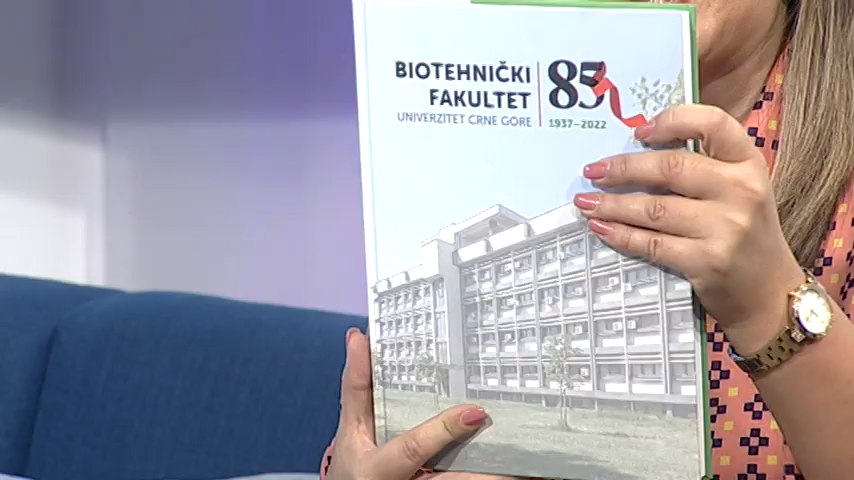 BIOTEHNIČKI
FAKULTET
UNIVERZITET CRNE GORE
85
1937–2022